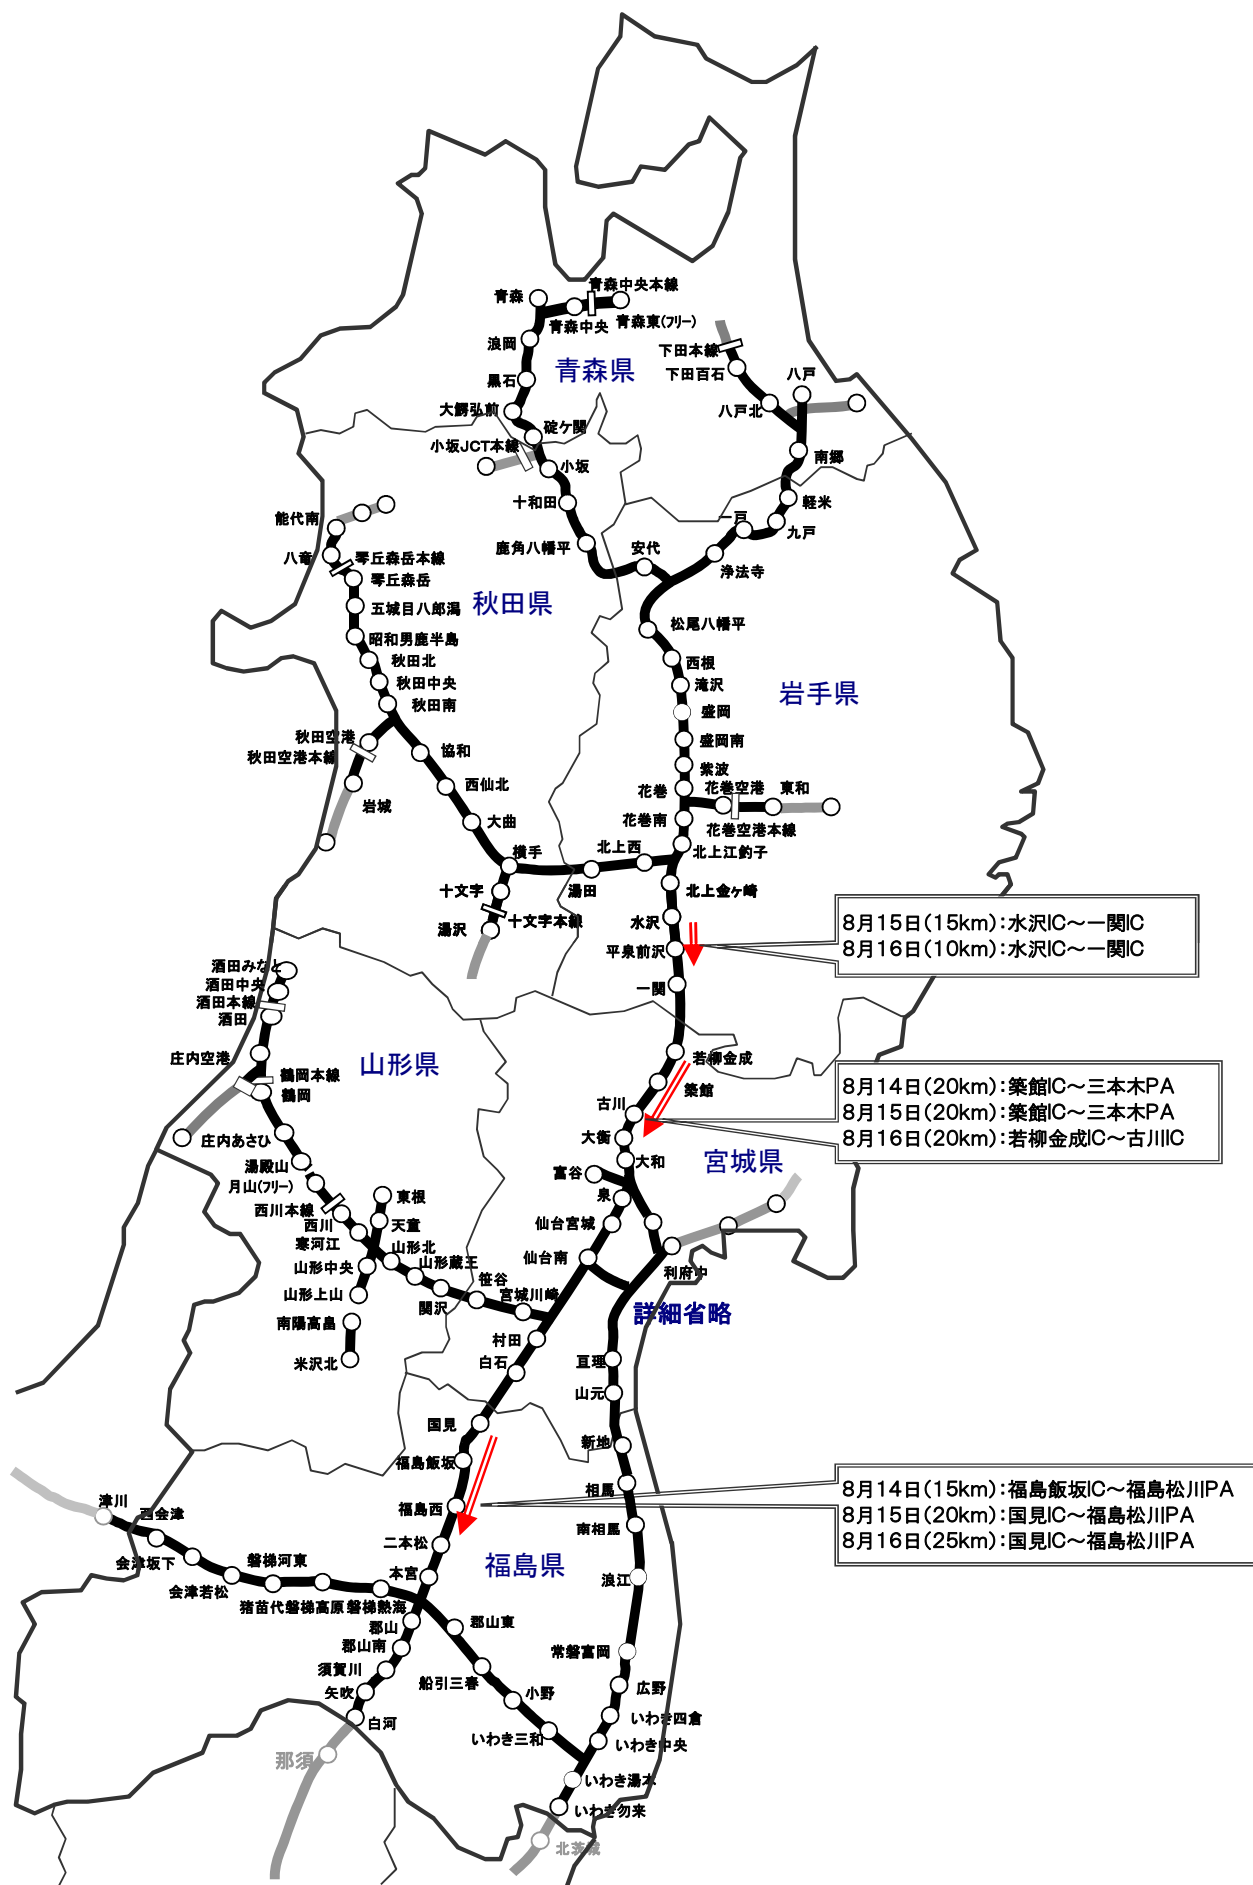 青森中央本線
青森
青森中央
青森東(フリー)
浪岡
下田本線
青森県
下田百石
八戸
黒石
大鰐弘前
八戸北
碇ケ関
小坂JCT本線
小坂
南郷
十和田
軽米
能代南
一戸
九戸
鹿角八幡平
安代
八竜
琴丘森岳本線
浄法寺
琴丘森岳
秋田県
五城目八郎潟
松尾八幡平
昭和男鹿半島
秋田北
西根
秋田中央
滝沢
岩手県
秋田南
盛岡
秋田空港
盛岡南
秋田空港本線
協和
紫波
西仙北
花巻
花巻空港
東和
岩城
大曲
花巻南
花巻空港本線
横手
北上西
北上江釣子
十文字
湯田
北上金ヶ崎
湯沢
十文字本線
水沢
8月15日(15km):水沢IC～一関IC
8月16日(10km):水沢IC～一関IC
平泉前沢
酒田みなと
酒田中央
一関
酒田本線
酒田
庄内空港
山形県
若柳金成
鶴岡本線
鶴岡
築館
8月14日(20km):築館IC～三本木PA
8月15日(20km):築館IC～三本木PA
8月16日(20km):若柳金成IC～古川IC
古川
庄内あさひ
大衡
湯殿山
大和
宮城県
月山(フリー)
富谷
東根
泉
西川本線
西川
天童
仙台宮城
寒河江
山形北
仙台南
山形中央
山形蔵王
利府中
笹谷
山形上山
関沢
宮城川崎
詳細省略
南陽高畠
村田
米沢北
白石
亘理
山元
国見
新地
福島飯坂
相馬
8月14日(15km):福島飯坂IC～福島松川PA
8月15日(20km):国見IC～福島松川PA
8月16日(25km):国見IC～福島松川PA
津川
西会津
福島西
南相馬
二本松
会津坂下
磐梯河東
本宮
福島県
浪江
会津若松
猪苗代磐梯高原
磐梯熱海
郡山
郡山東
郡山南
常磐富岡
須賀川
船引三春
矢吹
小野
広野
白河
いわき三和
いわき四倉
いわき中央
那須
いわき湯本
いわき勿来
北茨城